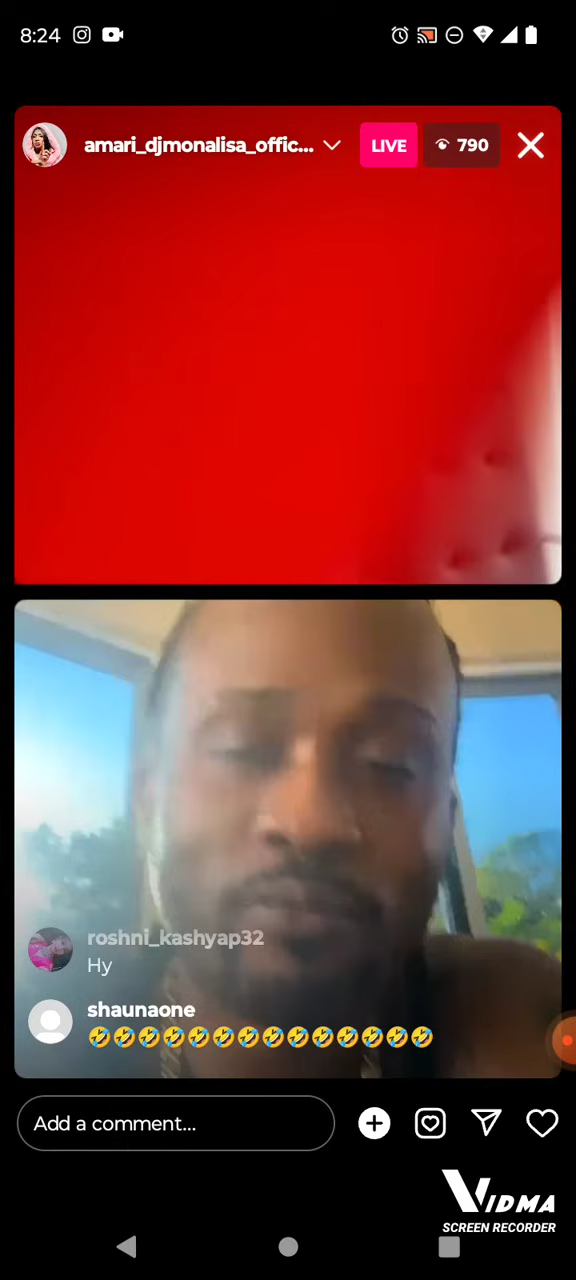 8:24
amari_djmonalisa_offic...
LIVE
790
roshni_kashyap32
Hy
shaunaone
🤣🤣🤣🤣🤣🤣🤣🤣🤣🤣🤣🤣🤣🤣
Add a comment...
VIDMA
SCREEN RECORDER